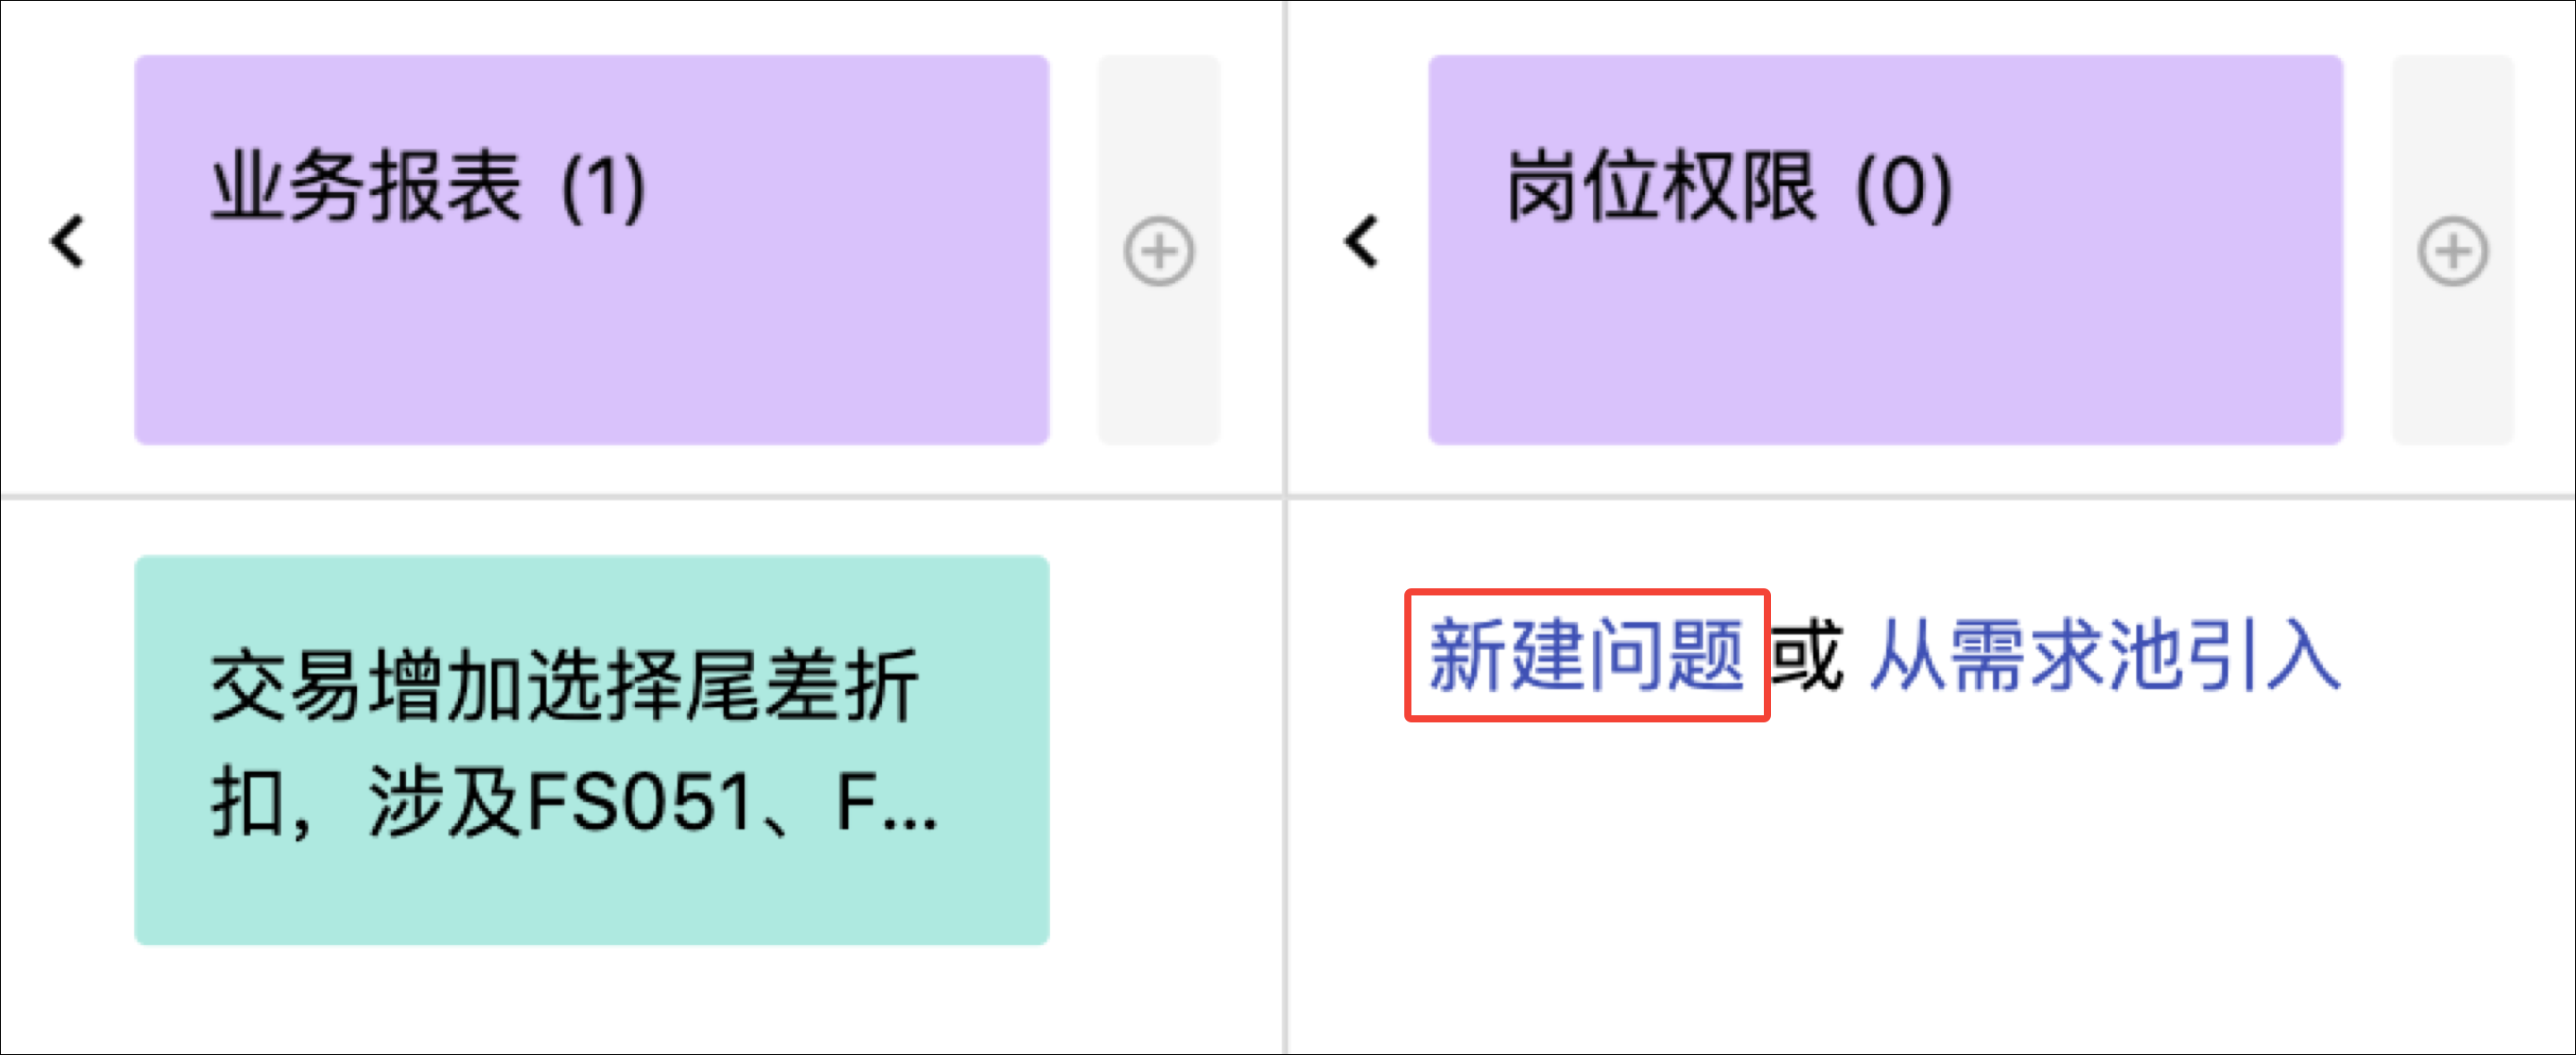 业务报表 (1)
岗位权限 (0)
交易增加选择尾差折
扣，涉及FS051、F...
新建问题 或 从需求池引入